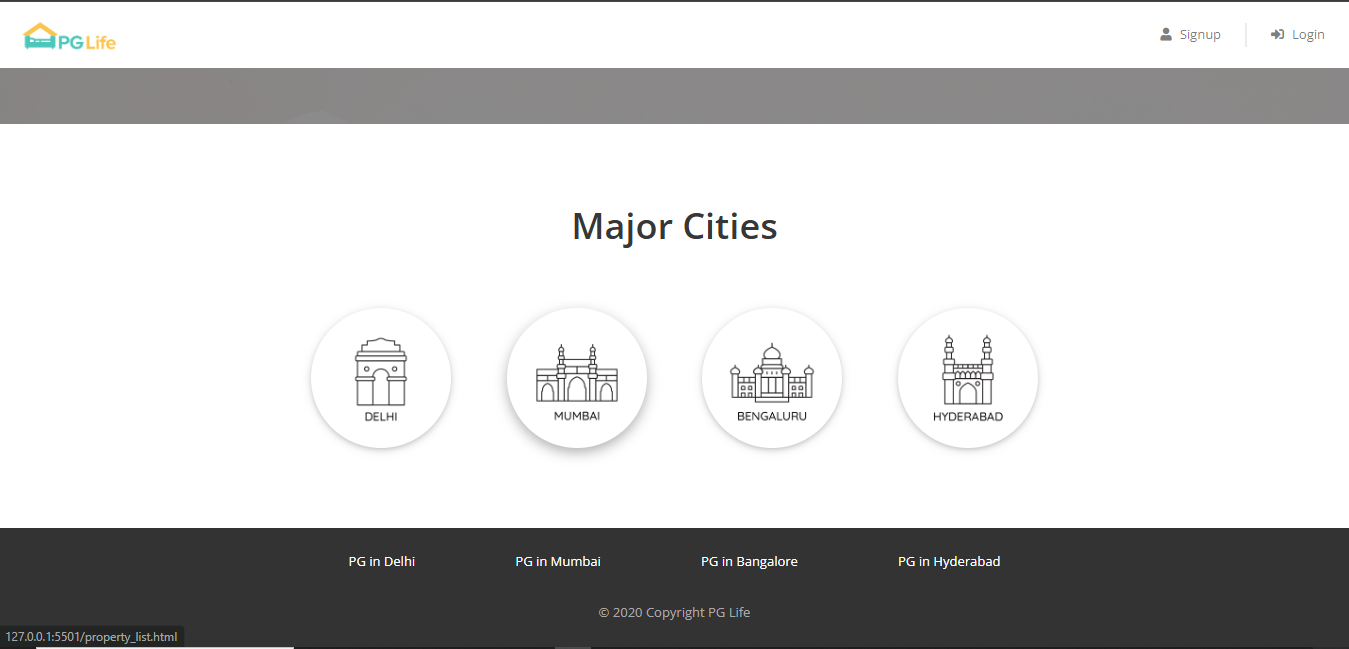 PG Life
Signup
Login
Major Cities
DELHI
MUMBAI
BENGALURU
HYDERABAD
PG in Delhi
PG in Mumbai
PG in Bangalore
PG in Hyderabad
© 2020 Copyright PG Life
127.0.0.1:5501/property_list.html